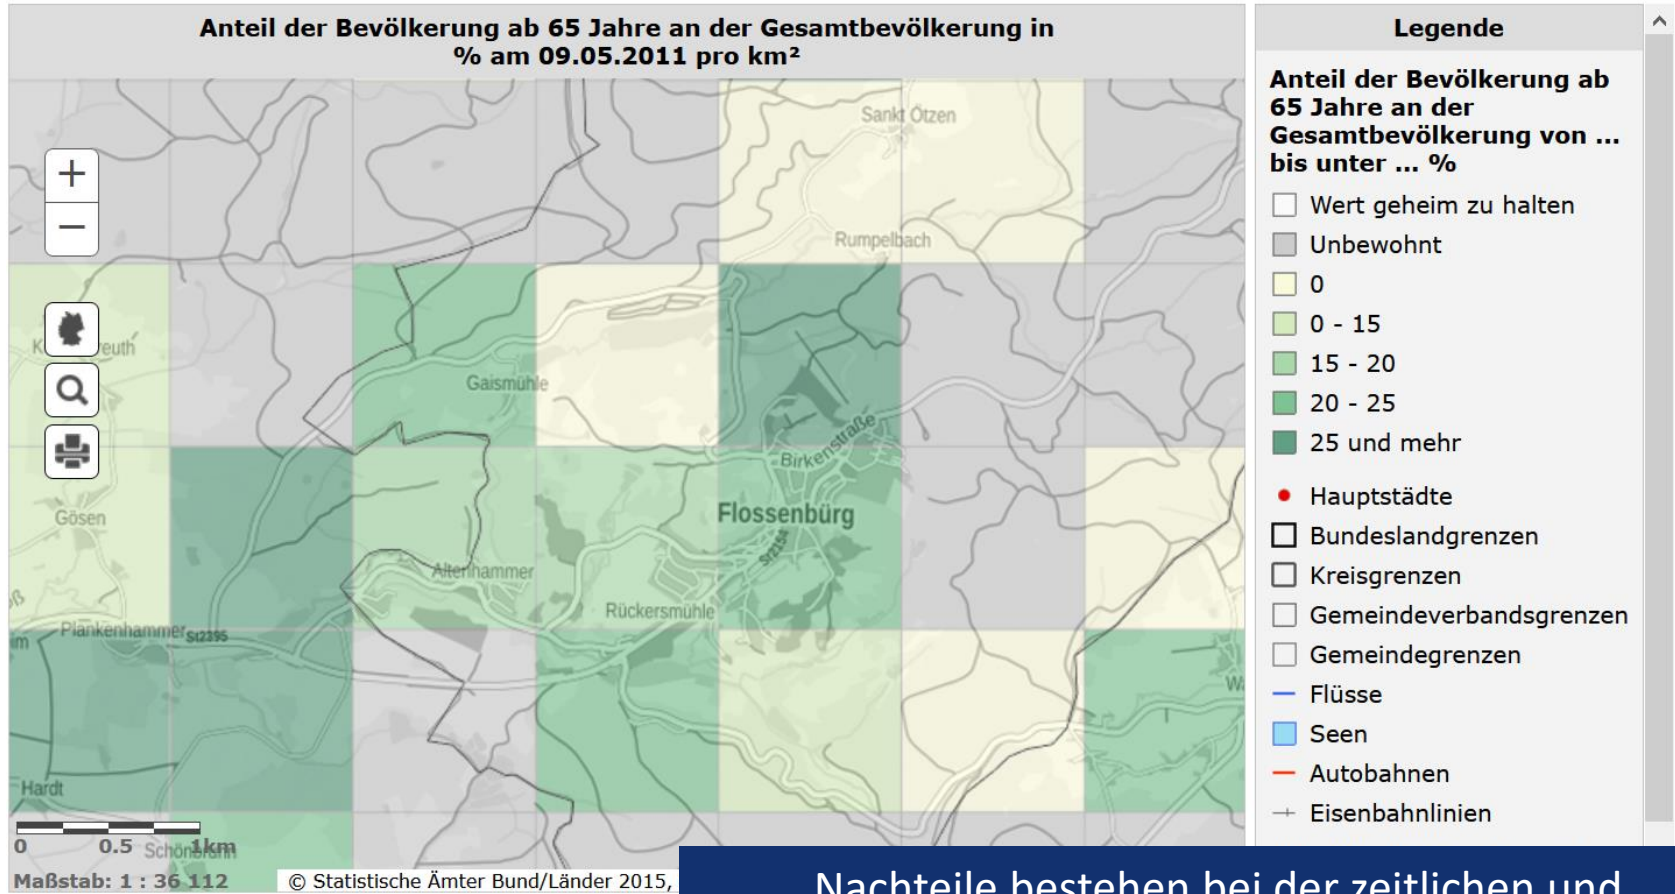 Anteil der Bevölkerung ab 65 Jahre an der Gesamtbevölkerung in
% am 09.05.2011 pro km²
Sankt Ötzen
Rumpelbach
+
−
euth
Gaismühle
Birkenstraße
Gösen
Flossenbürg
St2154
Altenhammer
Rückersmühle
Plankenhammer
St2395
im
Hardt
0 0.5 1km
Schönbrunn
Maßstab: 1 : 36 112
© Statistische Ämter Bund/Länder 2015,
Legende
Anteil der Bevölkerung ab
65 Jahre an der
Gesamtbevölkerung von ...
bis unter ... %
Wert geheim zu halten
Unbewohnt
0
0 - 15
15 - 20
20 - 25
25 und mehr
Hauptstädte
Bundeslandgrenzen
Kreisgrenzen
Gemeindeverbandsgrenzen
Gemeindegrenzen
Flüsse
Seen
Autobahnen
Eisenbahnlinien
Nachteile bestehen bei der zeitlichen und